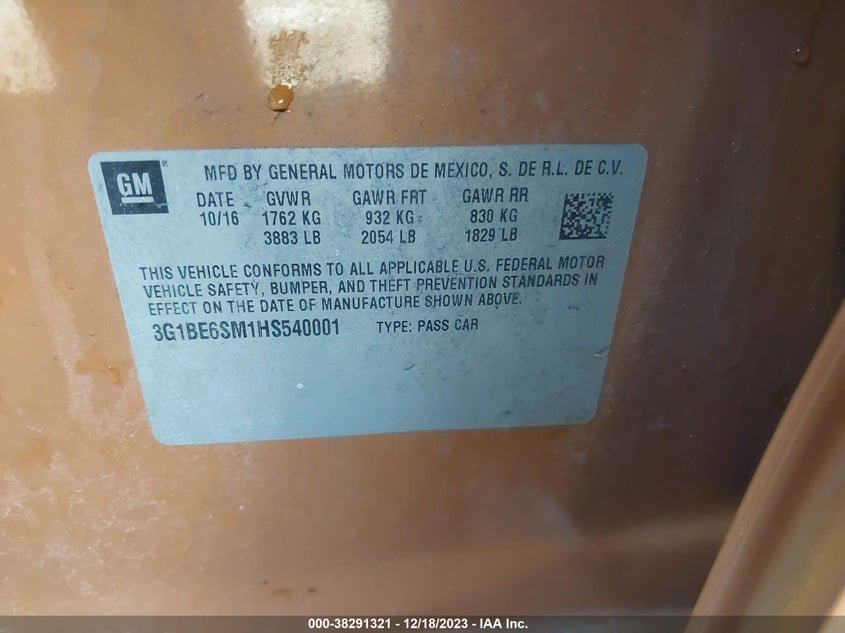 GM
MFD BY GENERAL MOTORS DE MEXICO, S. DE R.L. DE C.V.
DATE GVWR GAWR FRT GAWR RR
10/16 1762 KG 932 KG 830 KG
3883 LB 2054 LB 1829 LB
THIS VEHICLE CONFORMS TO ALL APPLICABLE U.S. FEDERAL MOTOR
VEHICLE SAFETY, BUMPER, AND THEFT PREVENTION STANDARDS IN
EFFECT ON THE DATE OF MANUFACTURE SHOWN ABOVE.
3G1BE6SM1HS540001 TYPE: PASS CAR
000-38291321 - 12/18/2023 - IAA Inc.